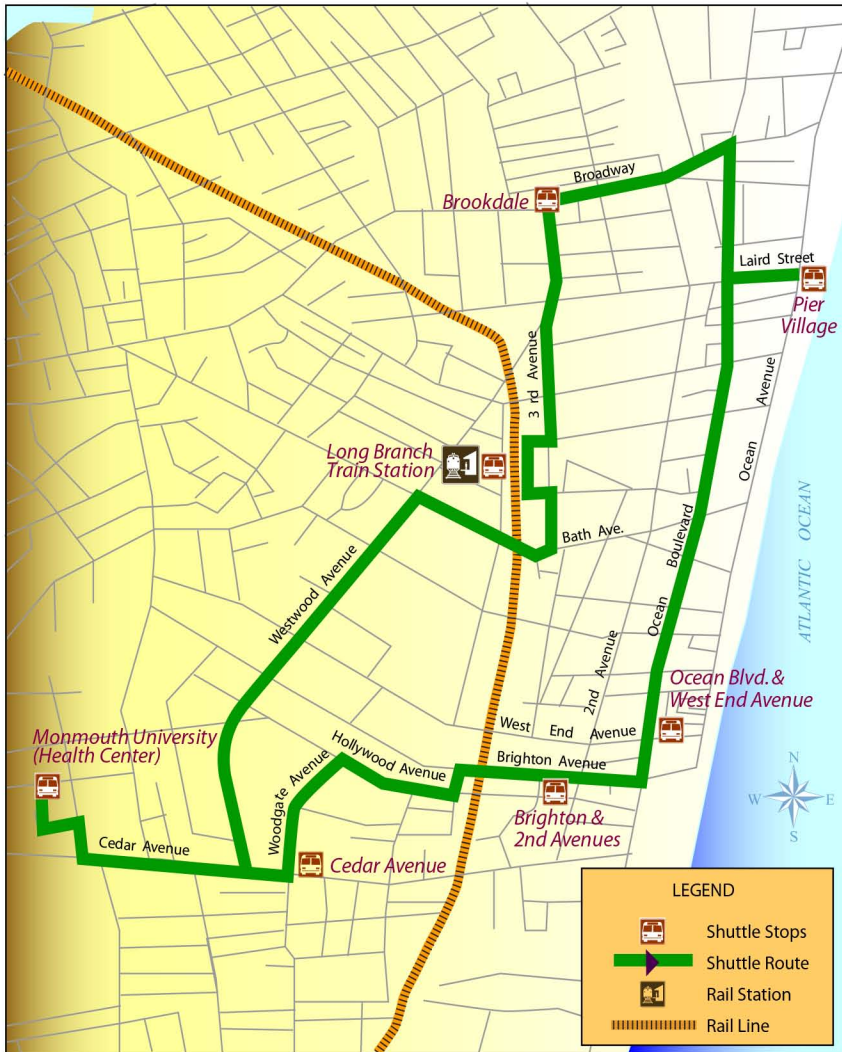 Broadway
Brookdale
Laird Street
Pier
Village
3 rd Avenue
Ocean Avenue
Long Branch
Train Station
Bath Ave.
ATLANTIC OCEAN
Westwood Avenue
Ocean Boulevard
2nd Avenue
Ocean Blvd. &
West End Avenue
West End Avenue
Monmouth University
(Health Center)
Hollywood Avenue
Brighton Avenue
Woodgate Avenue
Brighton &
2nd Avenues
N
W E
S
Cedar Avenue
Cedar Avenue
LEGEND
Shuttle Stops
Shuttle Route
Rail Station
Rail Line